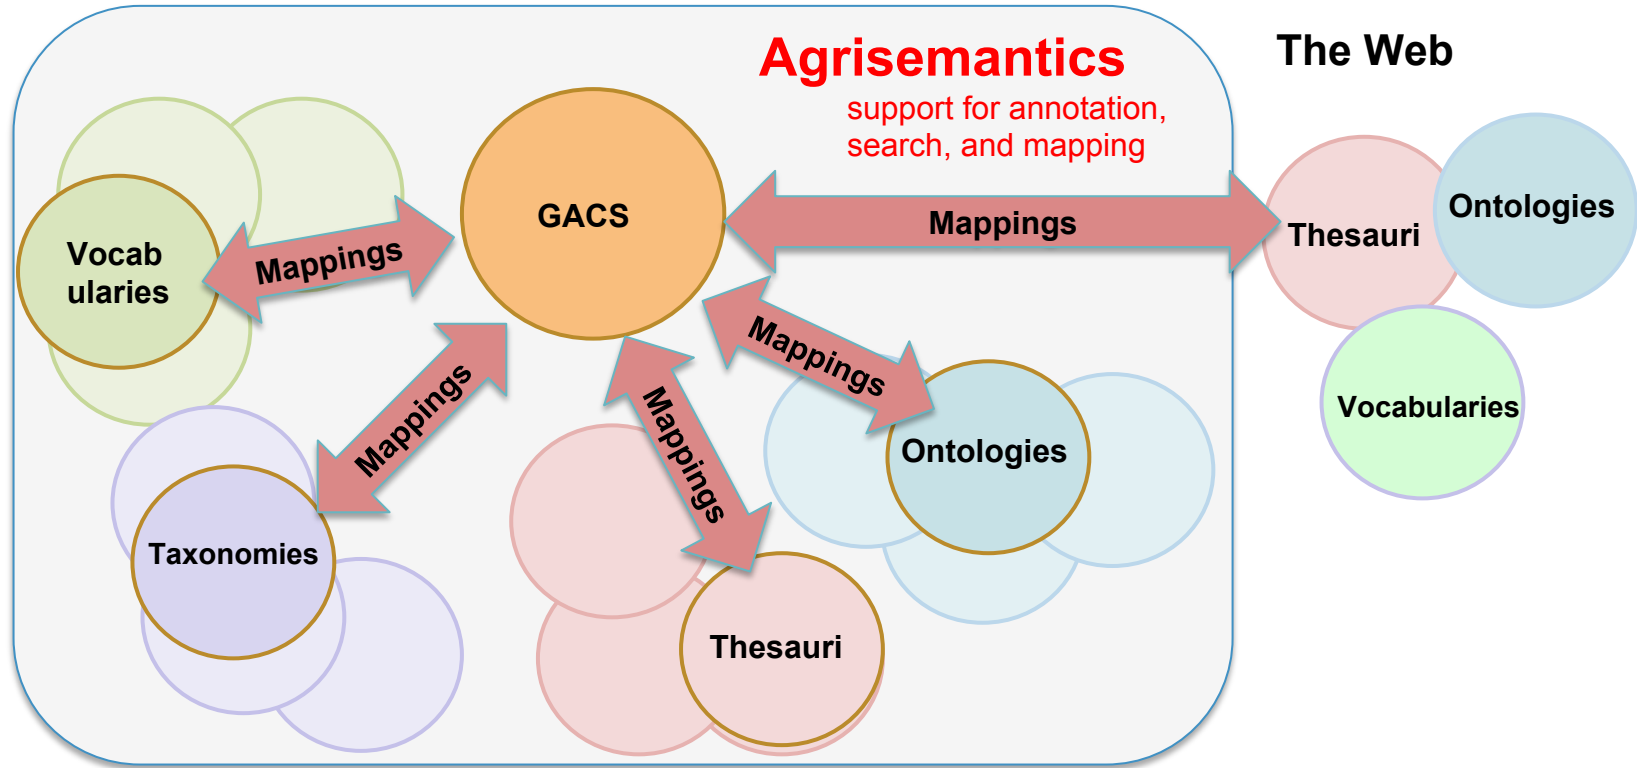 Agrisemantics
support for annotation,
search, and mapping
The Web
GACS
Mappings
Thesauri
Ontologies
Vocabularies
Vocab
ularies
Mappings
Mappings
Mappings
Mappings
Ontologies
Taxonomies
Thesauri